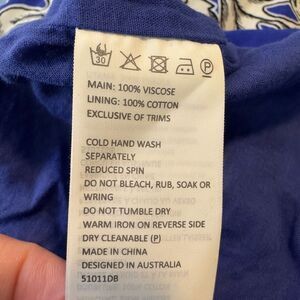 30
P
MAIN: 100% VISCOSE
LINING: 100% COTTON
EXCLUSIVE OF TRIMS
COLD HAND WASH
SEPARATELY
REDUCED SPIN
DO NOT BLEACH, RUB, SOAK OR
WRING
DO NOT TUMBLE DRY
WARM IRON ON REVERSE SIDE
DRY CLEANABLE (P)
MADE IN CHINA
DESIGNED IN AUSTRALIA
51011DB